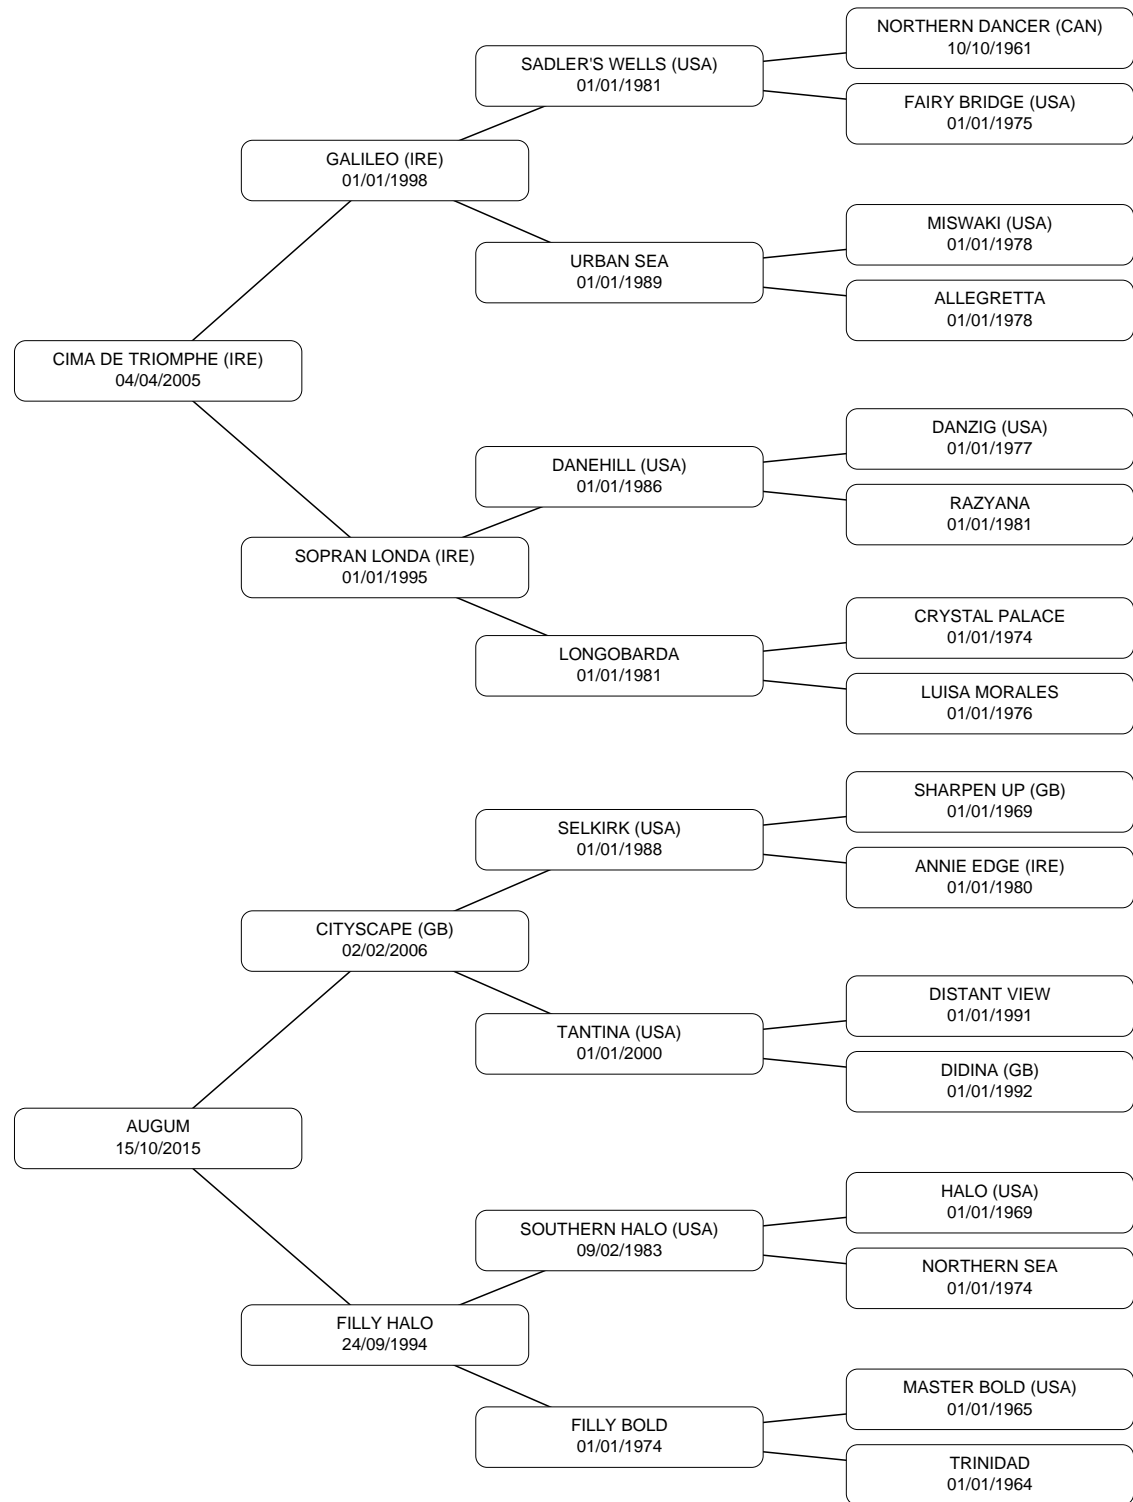 NORTHERN DANCER (CAN)
10/10/1961
SADLER'S WELLS (USA)
01/01/1981
FAIRY BRIDGE (USA)
01/01/1975
GALILEO (IRE)
01/01/1998
MISWAKI (USA)
01/01/1978
URBAN SEA
01/01/1989
ALLEGRETTA
01/01/1978
CIMA DE TRIOMPHE (IRE)
04/04/2005
DANZIG (USA)
01/01/1977
DANEHILL (USA)
01/01/1986
RAZYANA
01/01/1981
SOPRAN LONDA (IRE)
01/01/1995
CRYSTAL PALACE
01/01/1974
LONGOBARDA
01/01/1981
LUISA MORALES
01/01/1976
SHARPEN UP (GB)
01/01/1969
SELKIRK (USA)
01/01/1988
ANNIE EDGE (IRE)
01/01/1980
CITYSCAPE (GB)
02/02/2006
DISTANT VIEW
01/01/1991
TANTINA (USA)
01/01/2000
DIDINA (GB)
01/01/1992
AUGUM
15/10/2015
HALO (USA)
01/01/1969
SOUTHERN HALO (USA)
09/02/1983
NORTHERN SEA
01/01/1974
FILLY HALO
24/09/1994
MASTER BOLD (USA)
01/01/1965
FILLY BOLD
01/01/1974
TRINIDAD
01/01/1964